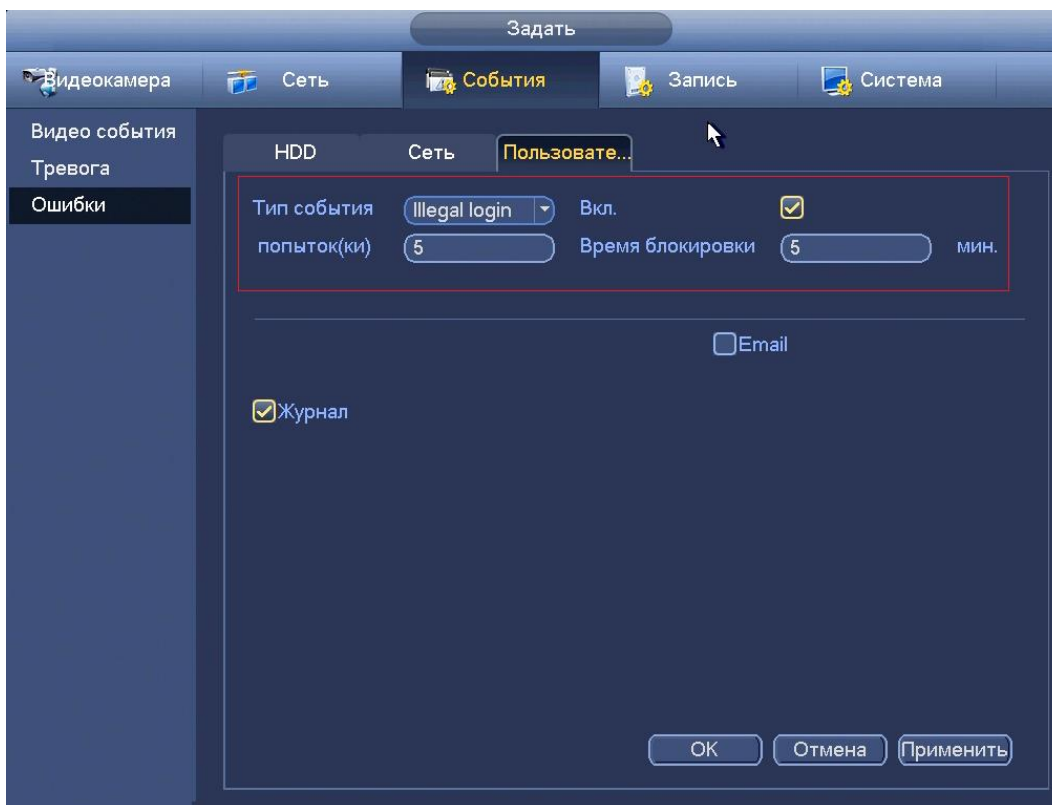 Задать
Видеокамера Сеть События Запись Система
Видео события
Тревога
Ошибки
HDD Сеть Пользовате...
Тип события Illegal login Вкл.
попыток(ки) 5 Время блокировки 5 мин.
Email
Журнал
OK Отмена Применить